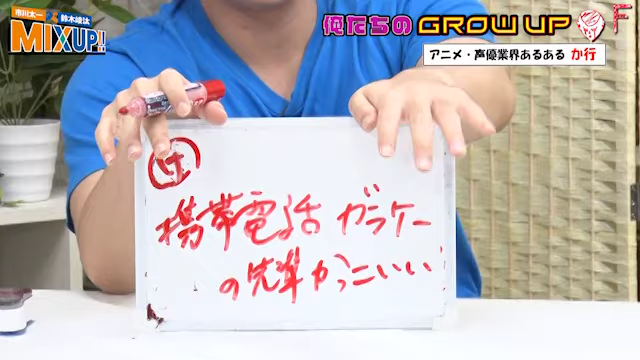 市川太一 × 鈴木崚汰
MIXUP!!
俺たちのGROW UP
F
アニメ・声優業界あるある か行
け
携帯電話 ガラケー
の先輩かっこいい